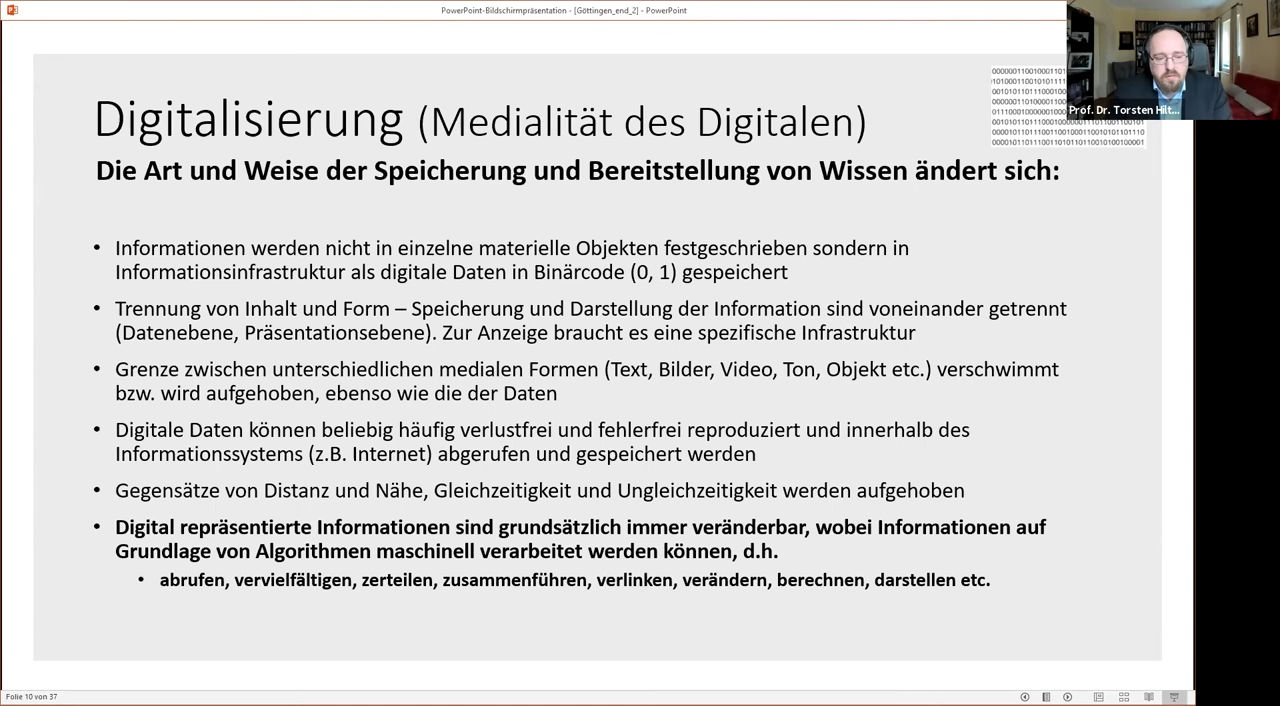 PowerPoint-Bildschirmpräsentation - [Göttingen_end_2] - PowerPoint
Prof. Dr. Torsten Hilt...
Digitalisierung (Medialität des Digitalen)
Die Art und Weise der Speicherung und Bereitstellung von Wissen ändert sich:
• Informationen werden nicht in einzelne materielle Objekten festgeschrieben sondern in
Informationsinfrastruktur als digitale Daten in Binärcode (0, 1) gespeichert
• Trennung von Inhalt und Form – Speicherung und Darstellung der Information sind voneinander getrennt
(Datenebene, Präsentationsebene). Zur Anzeige braucht es eine spezifische Infrastruktur
• Grenze zwischen unterschiedlichen medialen Formen (Text, Bilder, Video, Ton, Objekt etc.) verschwimmt
bzw. wird aufgehoben, ebenso wie die der Daten
• Digitale Daten können beliebig häufig verlustfrei und fehlerfrei reproduziert und innerhalb des
Informationssystems (z.B. Internet) abgerufen und gespeichert werden
• Gegensätze von Distanz und Nähe, Gleichzeitigkeit und Ungleichzeitigkeit werden aufgehoben
• Digital repräsentierte Informationen sind grundsätzlich immer veränderbar, wobei Informationen auf
Grundlage von Algorithmen maschinell verarbeitet werden können, d.h.
• abrufen, vervielfältigen, zerteilen, zusammenführen, verlinken, verändern, berechnen, darstellen etc.
Folie 10 von 37